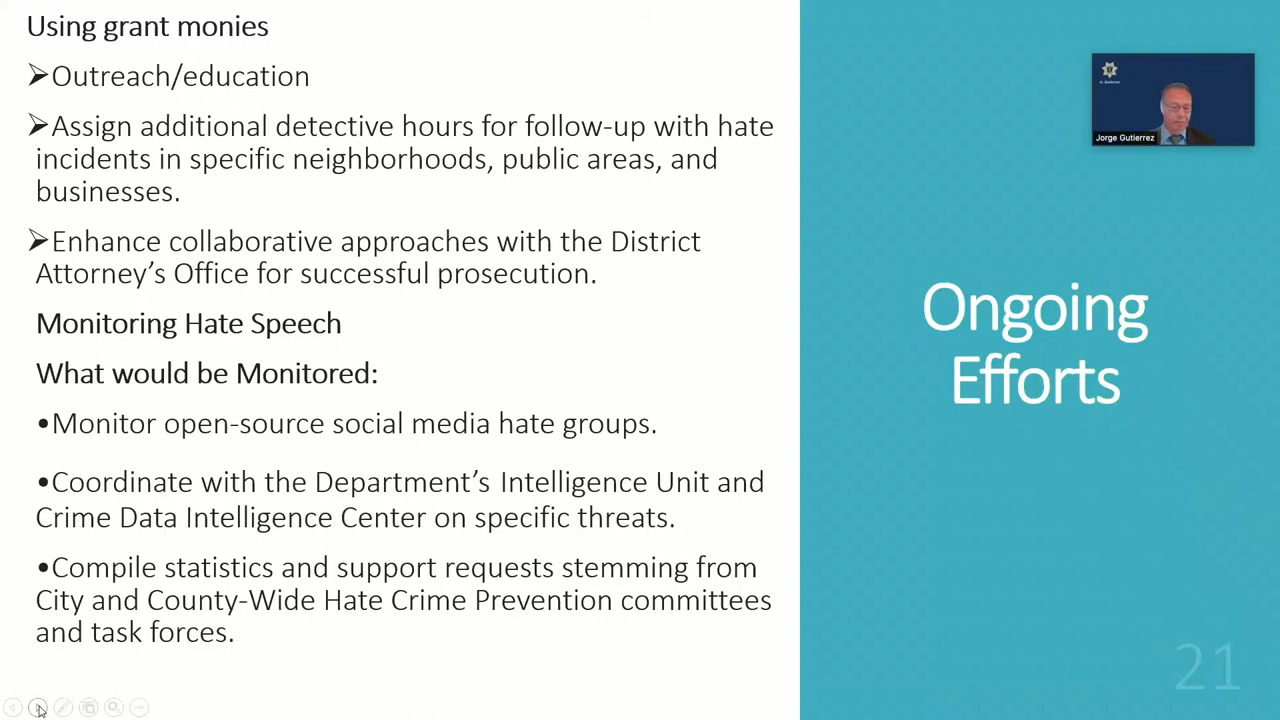 Using grant monies
➢Outreach/education
➢Assign additional detective hours for follow-up with hate
incidents in specific neighborhoods, public areas, and
businesses.
➢Enhance collaborative approaches with the District
Attorney’s Office for successful prosecution.
Monitoring Hate Speech
What would be Monitored:
•Monitor open-source social media hate groups.
•Coordinate with the Department’s Intelligence Unit and
Crime Data Intelligence Center on specific threats.
•Compile statistics and support requests stemming from
City and County-Wide Hate Crime Prevention committees
and task forces.
Jorge Gutierrez
Ongoing
Efforts
21